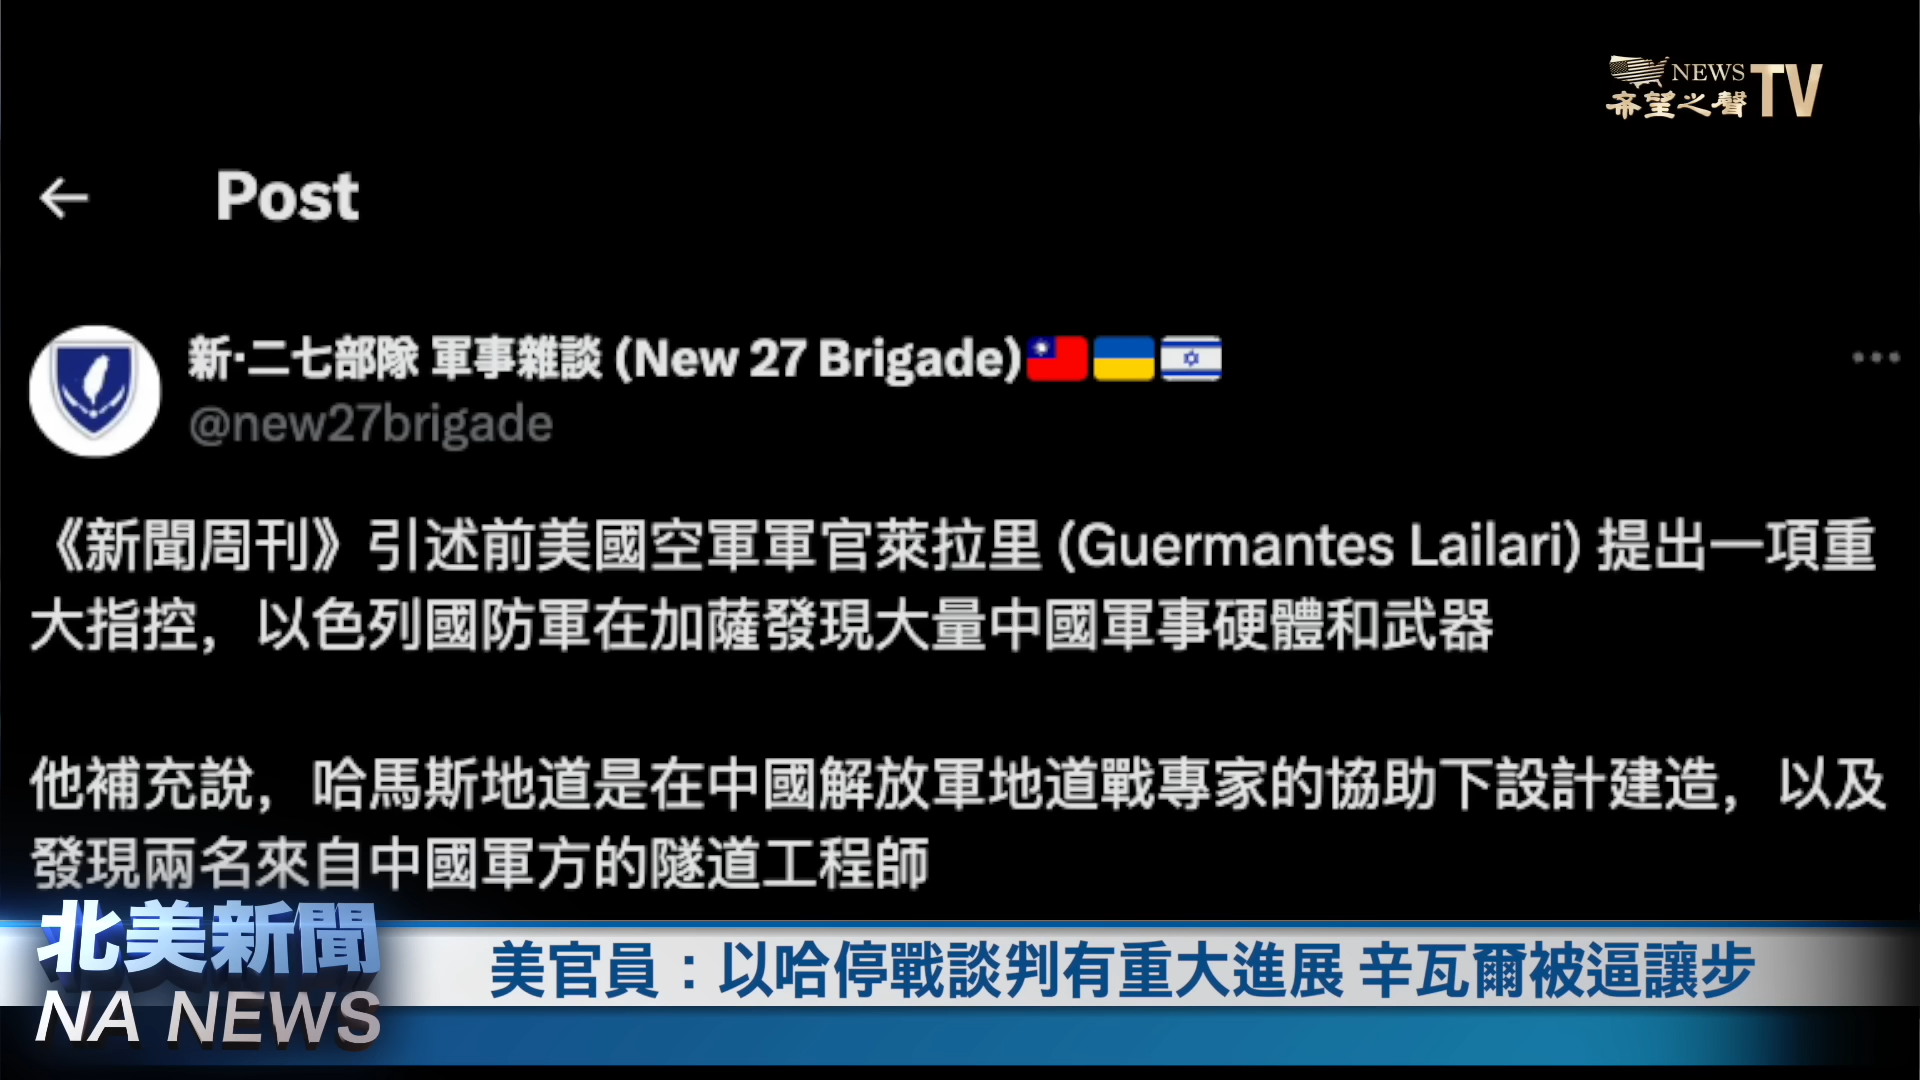 NEWS
希望之聲TV
Post
新·二七部隊 軍事雜談 (New 27 Brigade)
@new27brigade
《新聞周刊》引述前美國空軍軍官萊拉里 (Guermantes Lailari) 提出一項重
大指控，以色列國防軍在加薩發現大量中國軍事硬體和武器
他補充說，哈馬斯地道是在中國解放軍地道戰專家的協助下設計建造，以及
發現兩名來自中國軍方的隧道工程師
北美新聞
NA NEWS
美官員：以哈停戰談判有重大進展 辛瓦爾被逼讓步